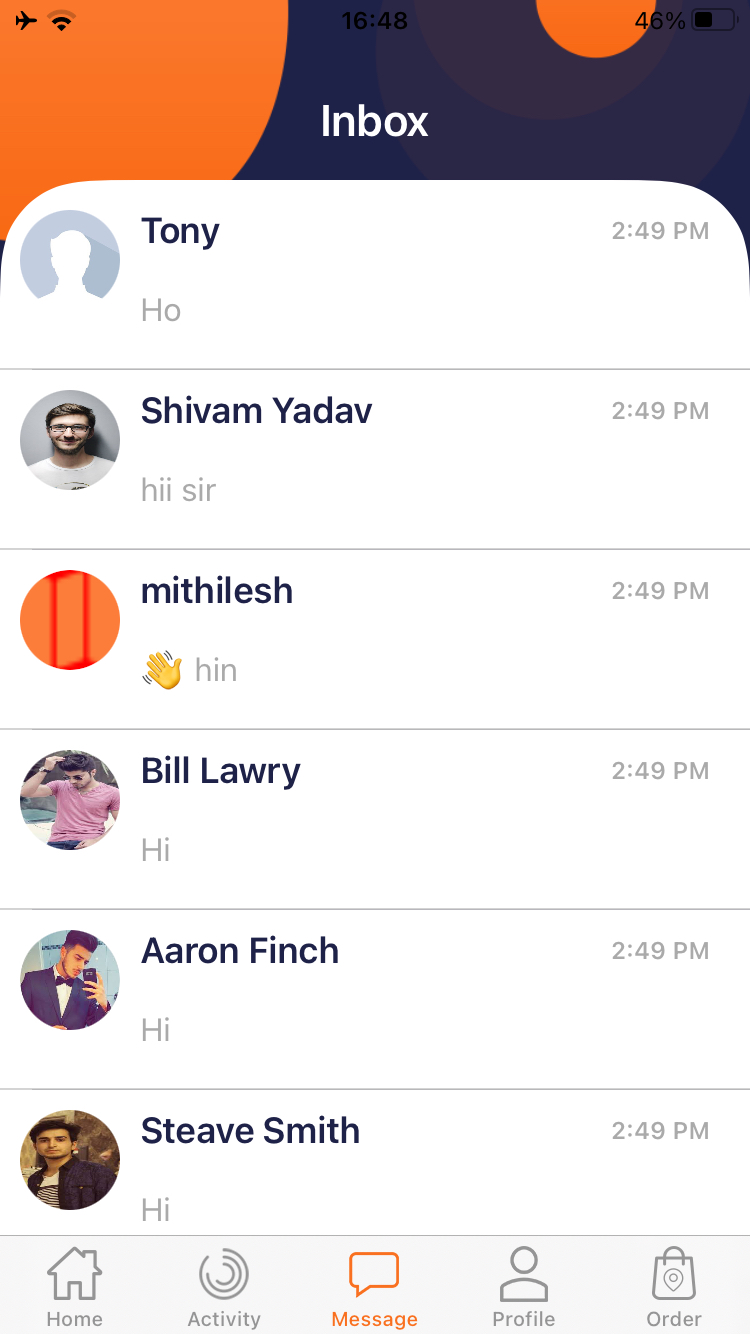 16:48
46%
Inbox
Tony 2:49 PM
Ho
Shivam Yadav 2:49 PM
hii sir
mithilesh 2:49 PM
👋 hin
Bill Lawry 2:49 PM
Hi
Aaron Finch 2:49 PM
Hi
Steave Smith 2:49 PM
Hi
Home Activity Message Profile Order